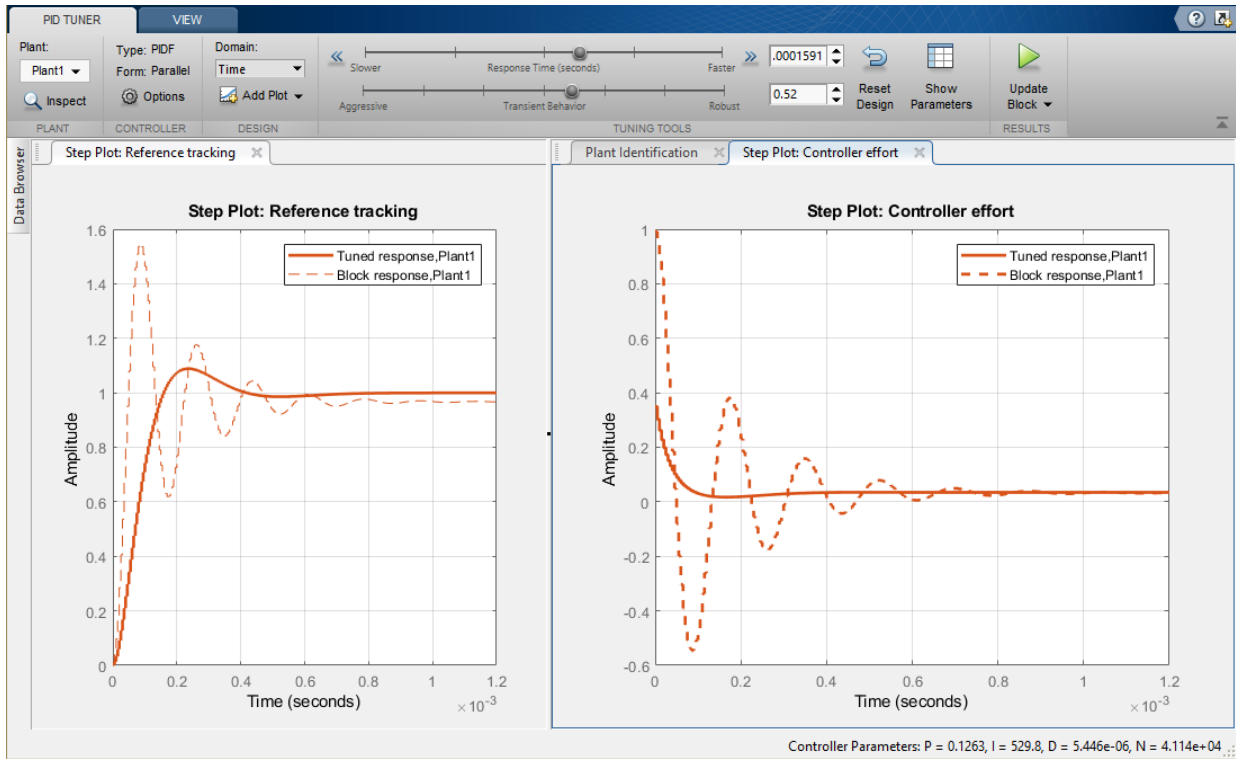 PID TUNER VIEW
Plant: Type: PIDF Domain:
Plant1 Form: Parallel Time
Slower Response Time (seconds) Faster .0001591
Inspect Options Add Plot
Aggressive Transient Behavior Robust 0.52
Reset Design Show Parameters Update Block
PLANT CONTROLLER DESIGN TUNING TOOLS RESULTS
Data Browser
Step Plot: Reference tracking
Plant Identification Step Plot: Controller effort
Step Plot: Reference tracking
Tuned response,Plant1
Block response,Plant1
Amplitude
1.6
1.4
1.2
1
0.8
0.6
0.4
0.2
0
0 0.2 0.4 0.6 0.8 1 1.2
Time (seconds)
×10⁻³
Step Plot: Controller effort
Tuned response,Plant1
Block response,Plant1
Amplitude
1
0.8
0.6
0.4
0.2
0
-0.2
-0.4
-0.6
0 0.2 0.4 0.6 0.8 1 1.2
Time (seconds)
×10⁻³
Controller Parameters: P = 0.1263, I = 529.8, D = 5.446e-06, N = 4.114e+04